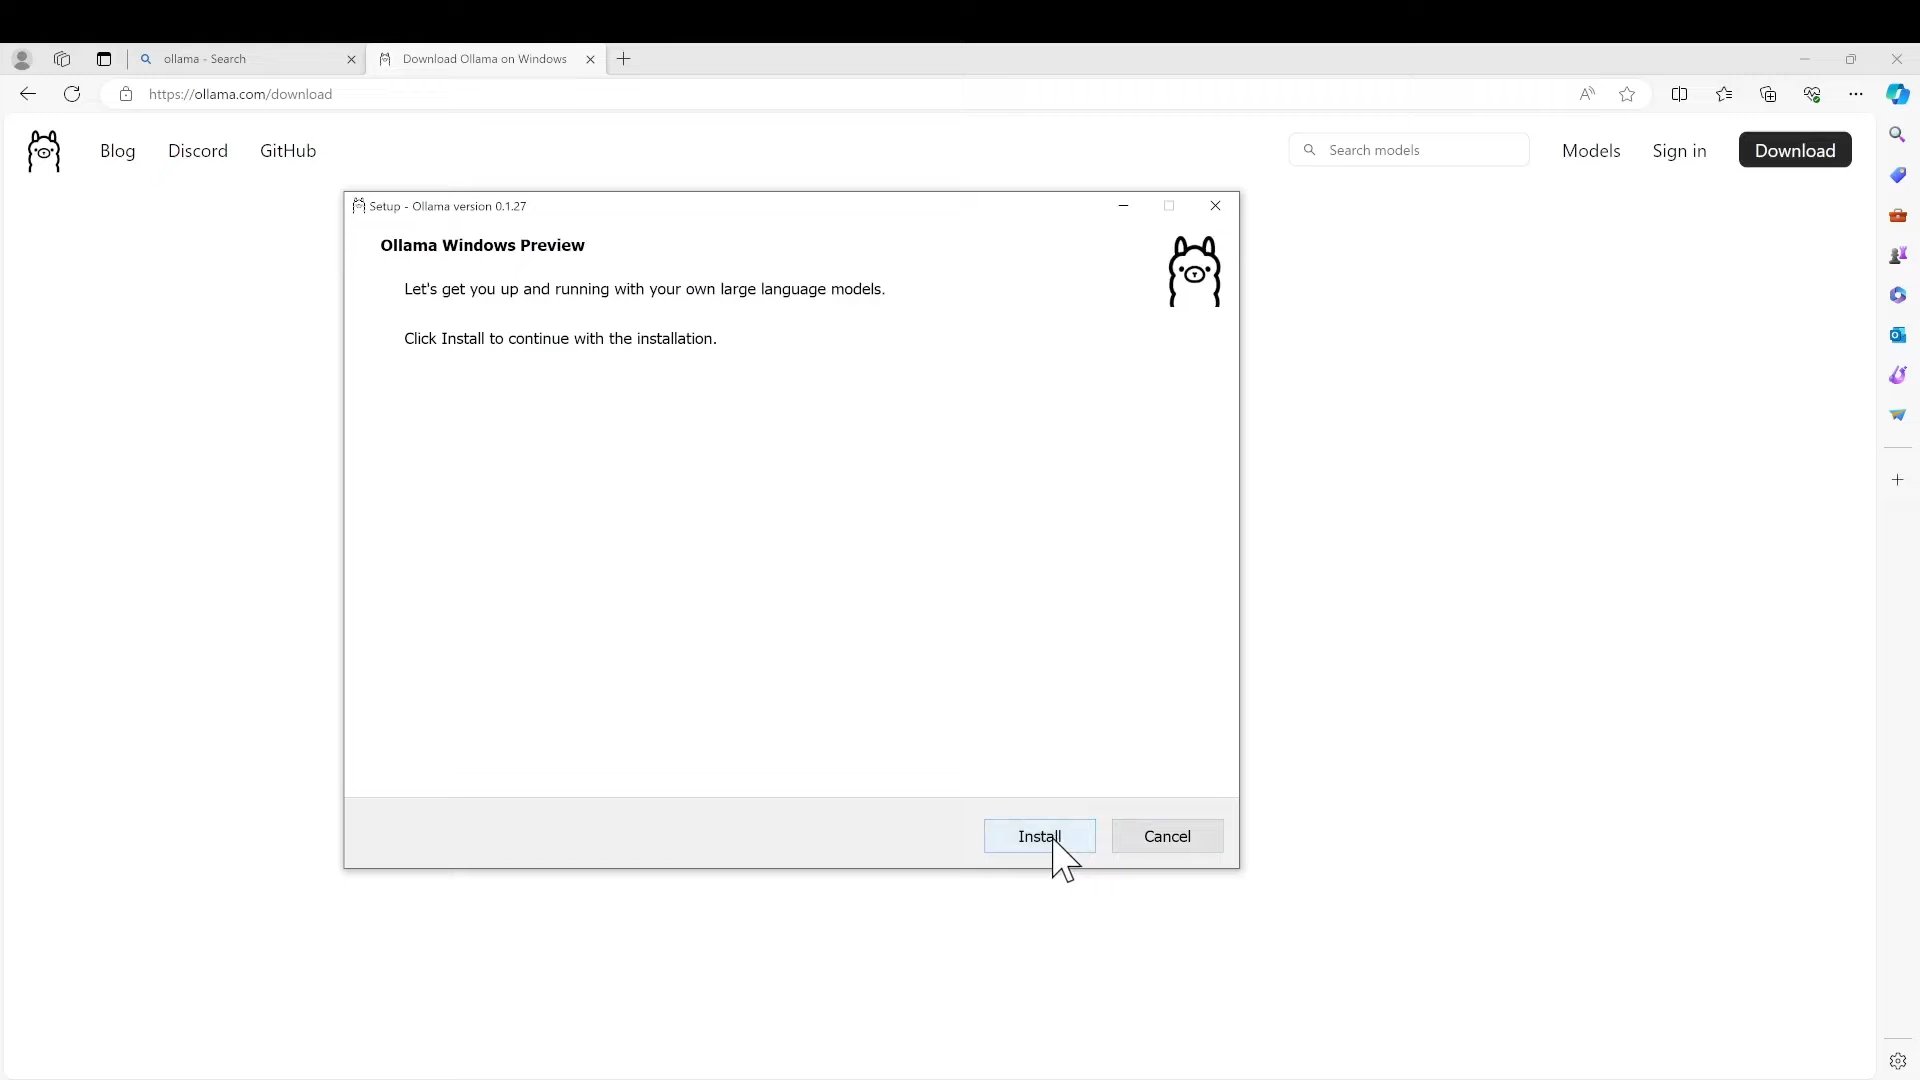 ollama - Search
Download Ollama on Windows
https://ollama.com/download
Blog
Discord
GitHub
Search models
Models
Sign in
Download
Setup - Ollama version 0.1.27
Ollama Windows Preview
Let's get you up and running with your own large language models.
Click Install to continue with the installation.
Install
Cancel